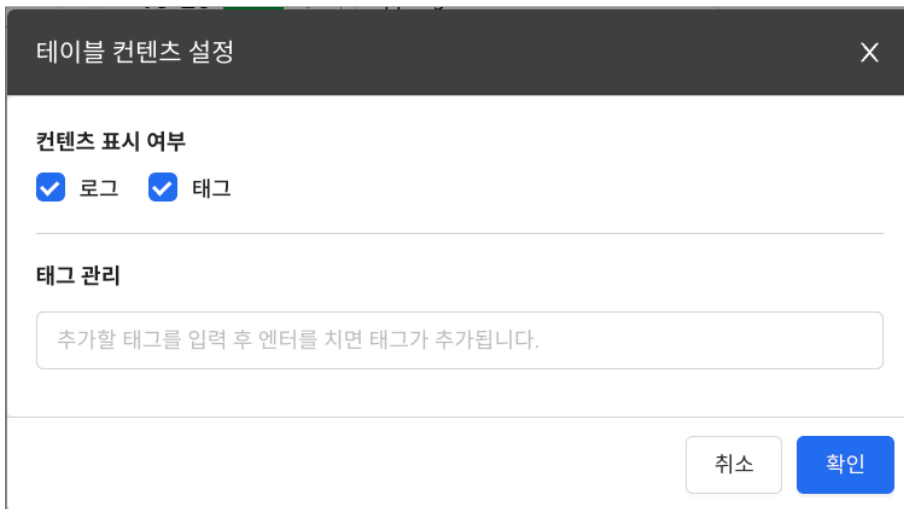 테이블 컨텐츠 설정
컨텐츠 표시 여부
로그 태그
태그 관리
추가할 태그를 입력 후 엔터를 치면 태그가 추가됩니다.
취소 확인